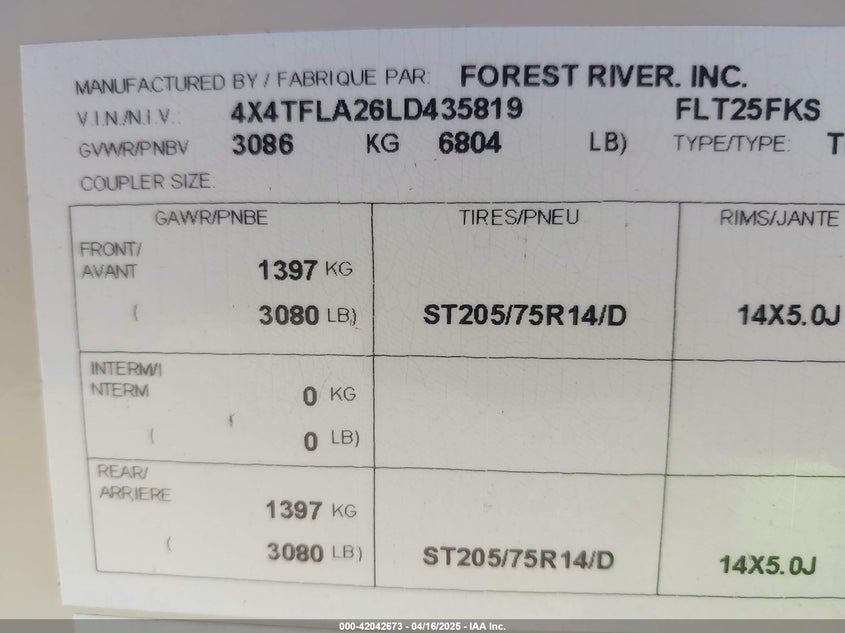 MANUFACTURED BY / FABRIQUE PAR: FOREST RIVER. INC.
V.I.N./N.I.V.: 4X4TFLA26LD435819 FLT25FKS
GVWR/PNBV 3086 KG 6804 LB) TYPE/TYPE:
COUPLER SIZE:
GAWR/PNBE TIRES/PNEU RIMS/JANTE
FRONT/
AVANT 1397 KG
( 3080 LB) ST205/75R14/D 14X5.0J
INTERM/I
NTERM 0 KG
( 0 LB)
REAR/
ARRIERE 1397 KG
( 3080 LB) ST205/75R14/D 14X5.0J
000-42042673 - 04/16/2025 - IAA Inc.